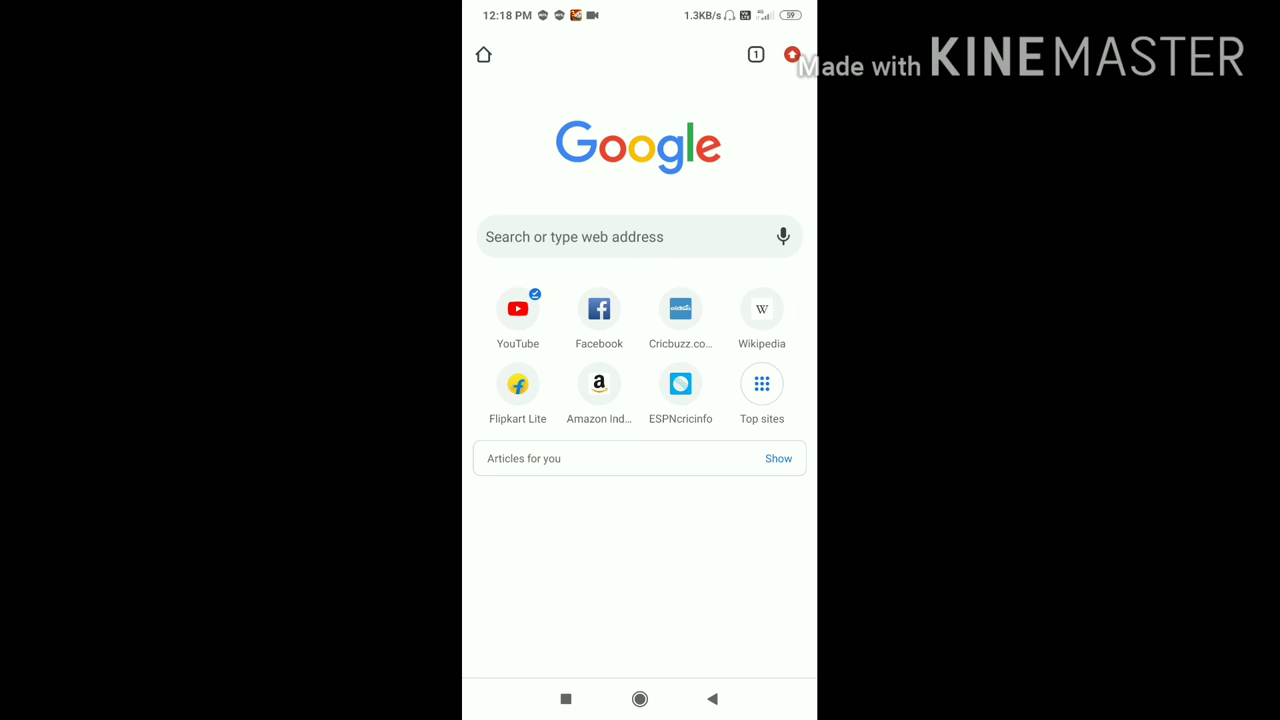 12:18 PM
1.3KB/s
59
1
Made with KINEMASTER
Google
Search or type web address
YouTube
Facebook
Cricbuzz.co...
W
Wikipedia
Flipkart Lite
Amazon Ind...
ESPNcricinfo
Top sites
Articles for you
Show